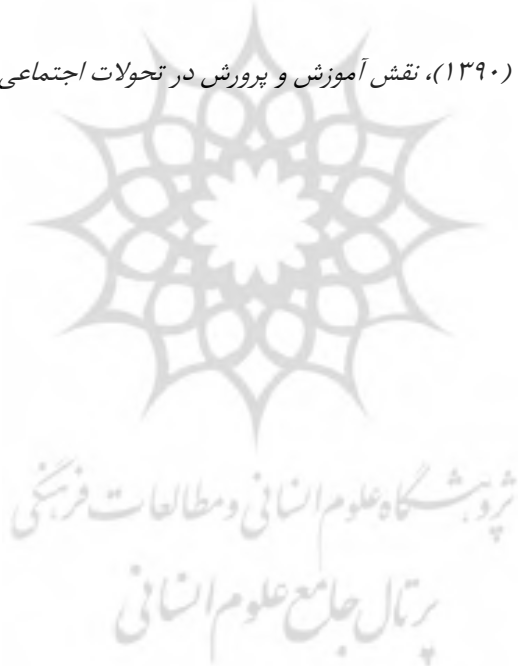 (۱۳۹۰)، نقش آموزش و پرورش در تحولات اجتماعی
پژوهشگاه علوم انسانی و مطالعات فرهنگی
پرتال جامع علوم انسانی